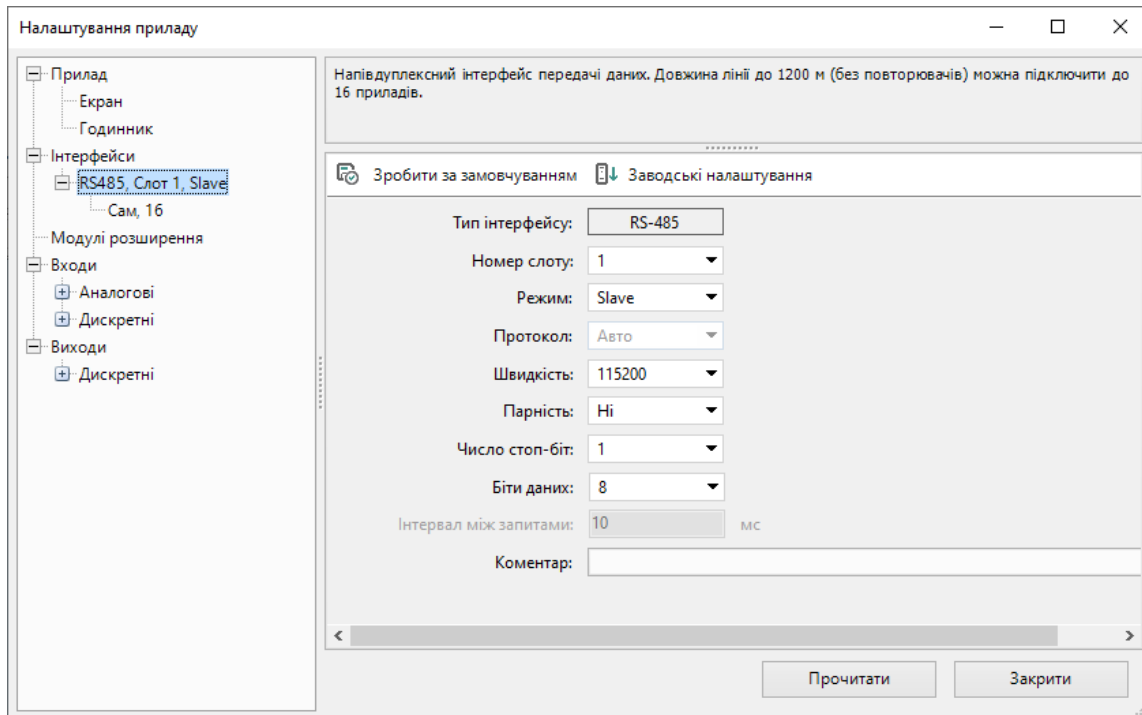 Налаштування приладу
Прилад
Екран
Годинник
Інтерфейси
RS485, Слот 1, Slave
Сам, 16
Модулі розширення
Входи
Аналогові
Дискретні
Виходи
Дискретні
Напівдуплексний інтерфейс передачі даних. Довжина лінії до 1200 м (без повторювачів) можна підключити до
16 приладів.
Зробити за замовчуванням Заводські налаштування
Тип інтерфейсу: RS-485
Номер слоту: 1
Режим: Slave
Протокол: Авто
Швидкість: 115200
Парність: Ні
Число стоп-біт: 1
Біти даних: 8
Інтервал між запитами: 10 мс
Коментар:
Прочитати Закрити